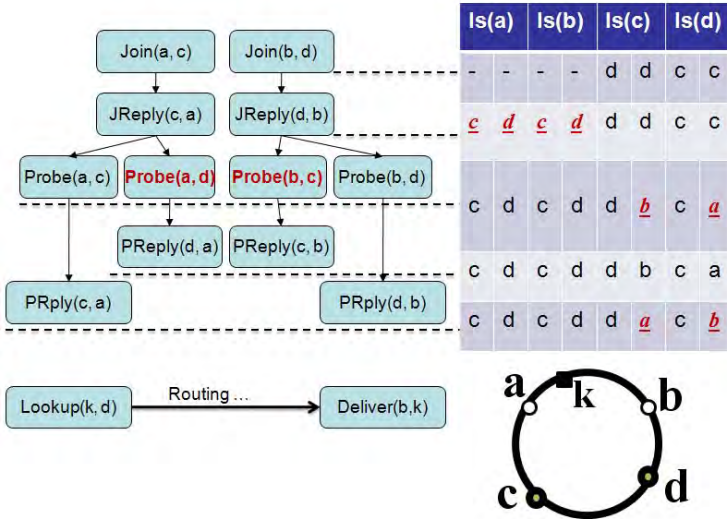 ls(a) ls(b) ls(c) ls(d)
Join(a,c) Join(b,d)
- - - - d d c c
JReply(c,a) JReply(d,b)
c d c d d d c c
Probe(a,c) Probe(a,d) Probe(b,c) Probe(b,d)
c d c d d b c a
PReply(d,a) PReply(c,b)
c d c d d b c a
PRply(c,a) PRply(d,b)
c d c d d a c b
Routing ...
Lookup(k,d) Deliver(b,k)
a k b
c d